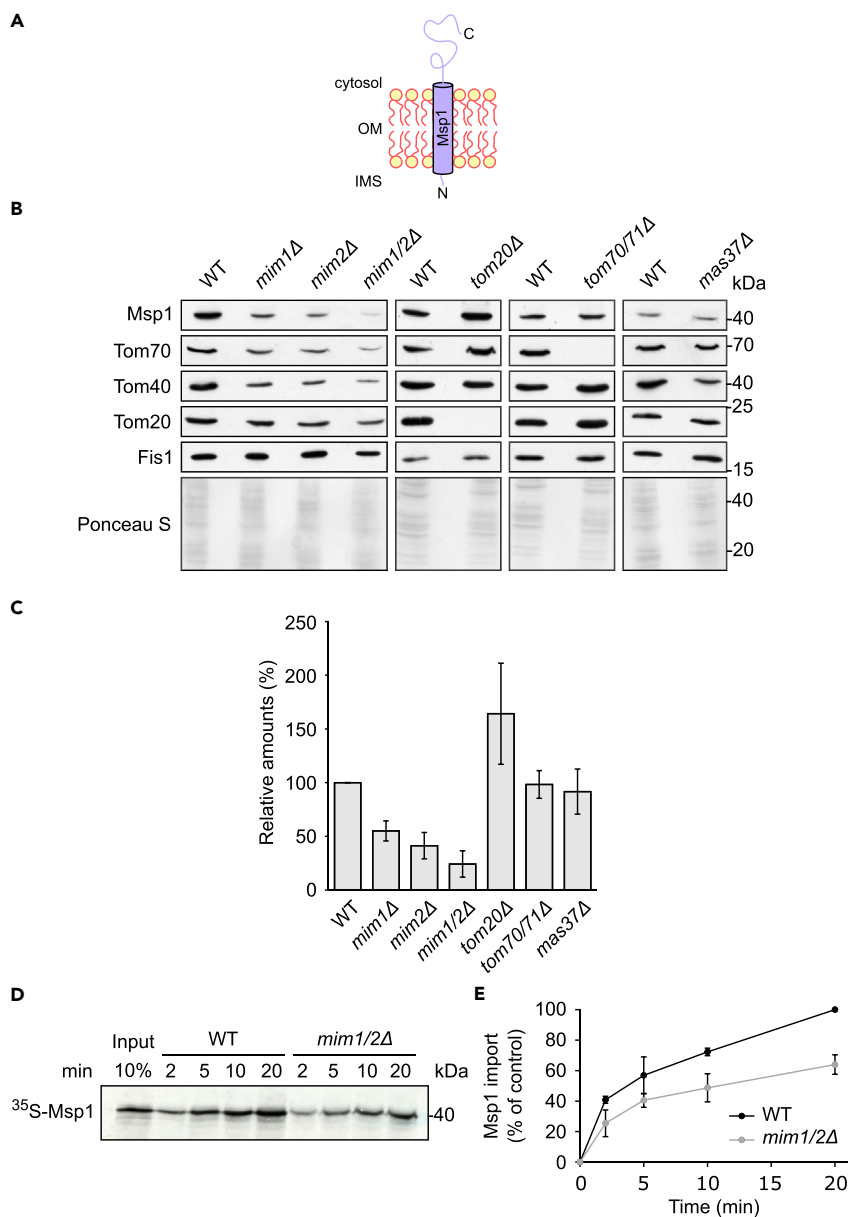 A
C
cytosol
OM
Msp1
IMS
N
B
WT mim1Δ mim2Δ mim1/2Δ WT tom20Δ WT tom70/71Δ WT mas37Δ
kDa
Msp1 -40
Tom70 -70
Tom40 -40
-25
Tom20
Fis1 -15
-40
Ponceau S
-20
C
Relative amounts (%)
250
200
150
100
50
0
WT mim1Δ mim2Δ mim1/2Δ tom20Δ tom70/71Δ mas37Δ
D
Input WT mim1/2Δ
min 10% 2 5 10 20 2 5 10 20 kDa
³⁵S-Msp1 -40
E
Msp1 import
(% of control)
100
80
60
40
20
0
WT
mim1/2Δ
0 5 10 15 20
Time (min)